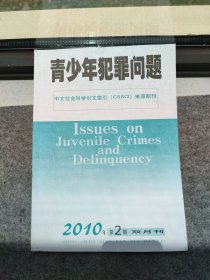 青少年犯罪问题
中文社会科学引文索引（CSSCI）来源期刊
Issues on
Juvenile Crimes
and
Delinquency
2010年 第2期 双月刊